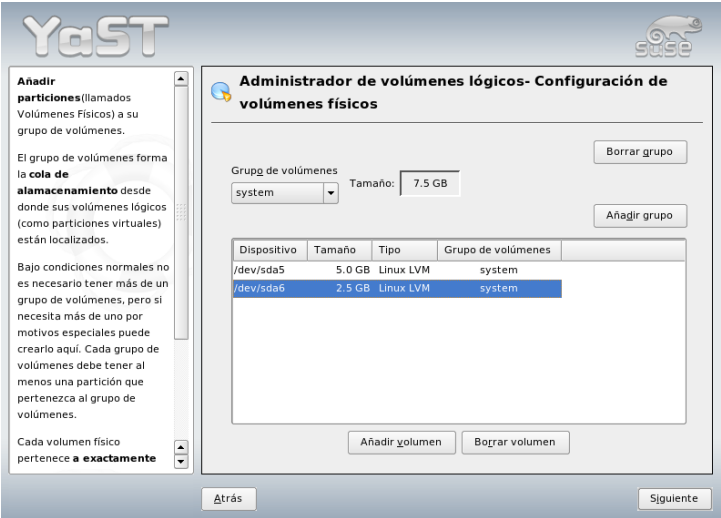 YaST
suse
Añadir
particiones(llamados
Volúmenes Físicos) a su
grupo de volúmenes.
El grupo de volúmenes forma
la cola de
alamacenamiento desde
donde sus volúmenes lógicos
(como particiones virtuales)
están localizados.
Bajo condiciones normales no
es necesario tener más de un
grupo de volúmenes, pero si
necesita más de uno por
motivos especiales puede
crearlo aquí. Cada grupo de
volúmenes debe tener al
menos una partición que
pertenezca al grupo de
volúmenes.
Cada volumen físico
pertenece a exactamente
Administrador de volúmenes lógicos- Configuración de
volúmenes físicos
Borrar grupo
Grupo de volúmenes
system
Tamaño:
7.5 GB
Añadir grupo
Dispositivo Tamaño Tipo Grupo de volúmenes
/dev/sda5 5.0 GB Linux LVM system
/dev/sda6 2.5 GB Linux LVM system
Añadir volumen
Borrar volumen
Atrás
Siguiente